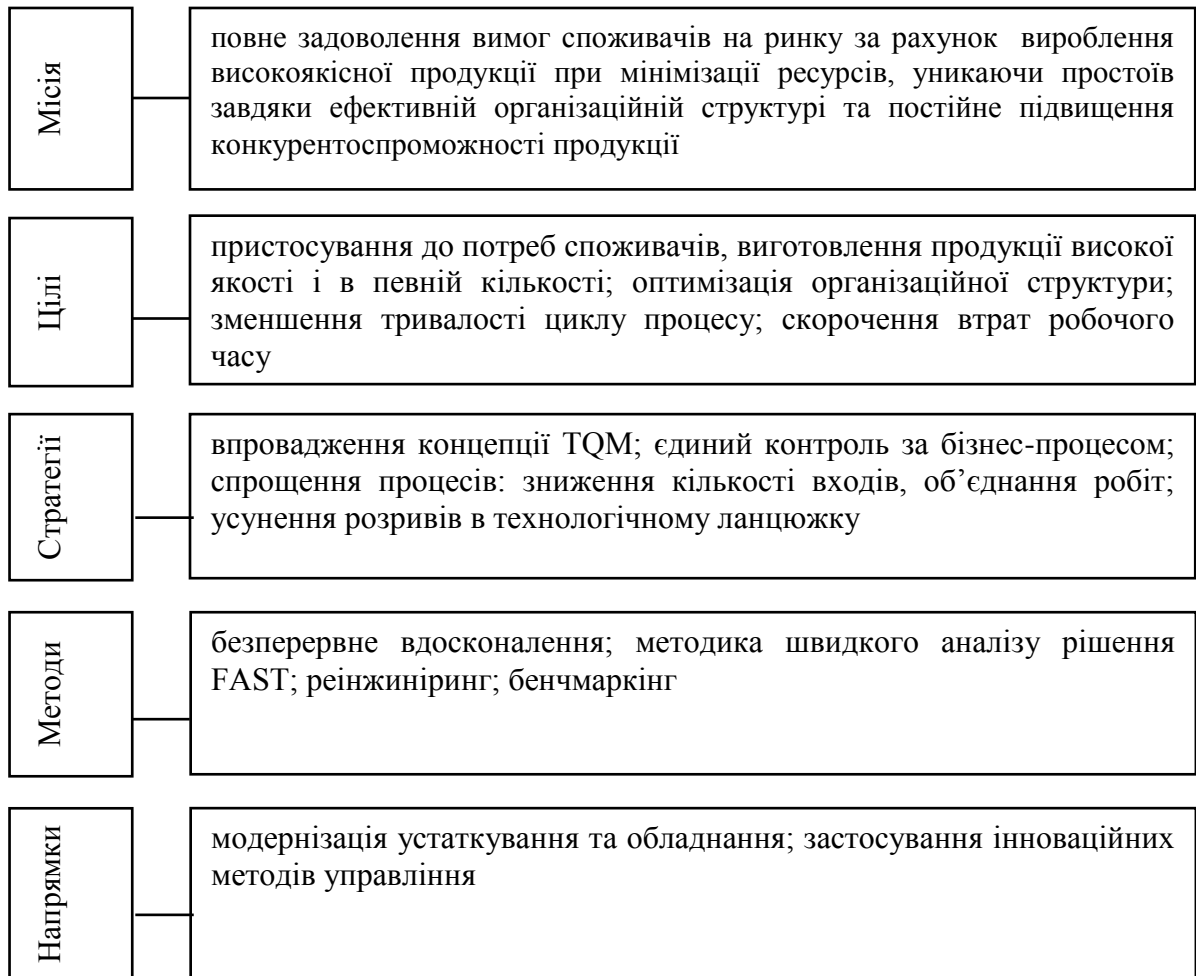 Місія
повне задоволення вимог споживачів на ринку за рахунок вироблення
високоякісної продукції при мінімізації ресурсів, уникаючи простоїв
завдяки ефективній організаційній структурі та постійне підвищення
конкурентоспроможності продукції
Цілі
пристосування до потреб споживачів, виготовлення продукції високої
якості і в певній кількості; оптимізація організаційної структури;
зменшення тривалості циклу процесу; скорочення втрат робочого
часу
Стратегії
впровадження концепції TQM; єдиний контроль за бізнес-процесом;
спрощення процесів: зниження кількості входів, об’єднання робіт;
усунення розривів в технологічному ланцюжку
Методи
безперервне вдосконалення; методика швидкого аналізу рішення
FAST; реінжиніринг; бенчмаркінг
Напрямки
модернізація устаткування та обладнання; застосування інноваційних
методів управління